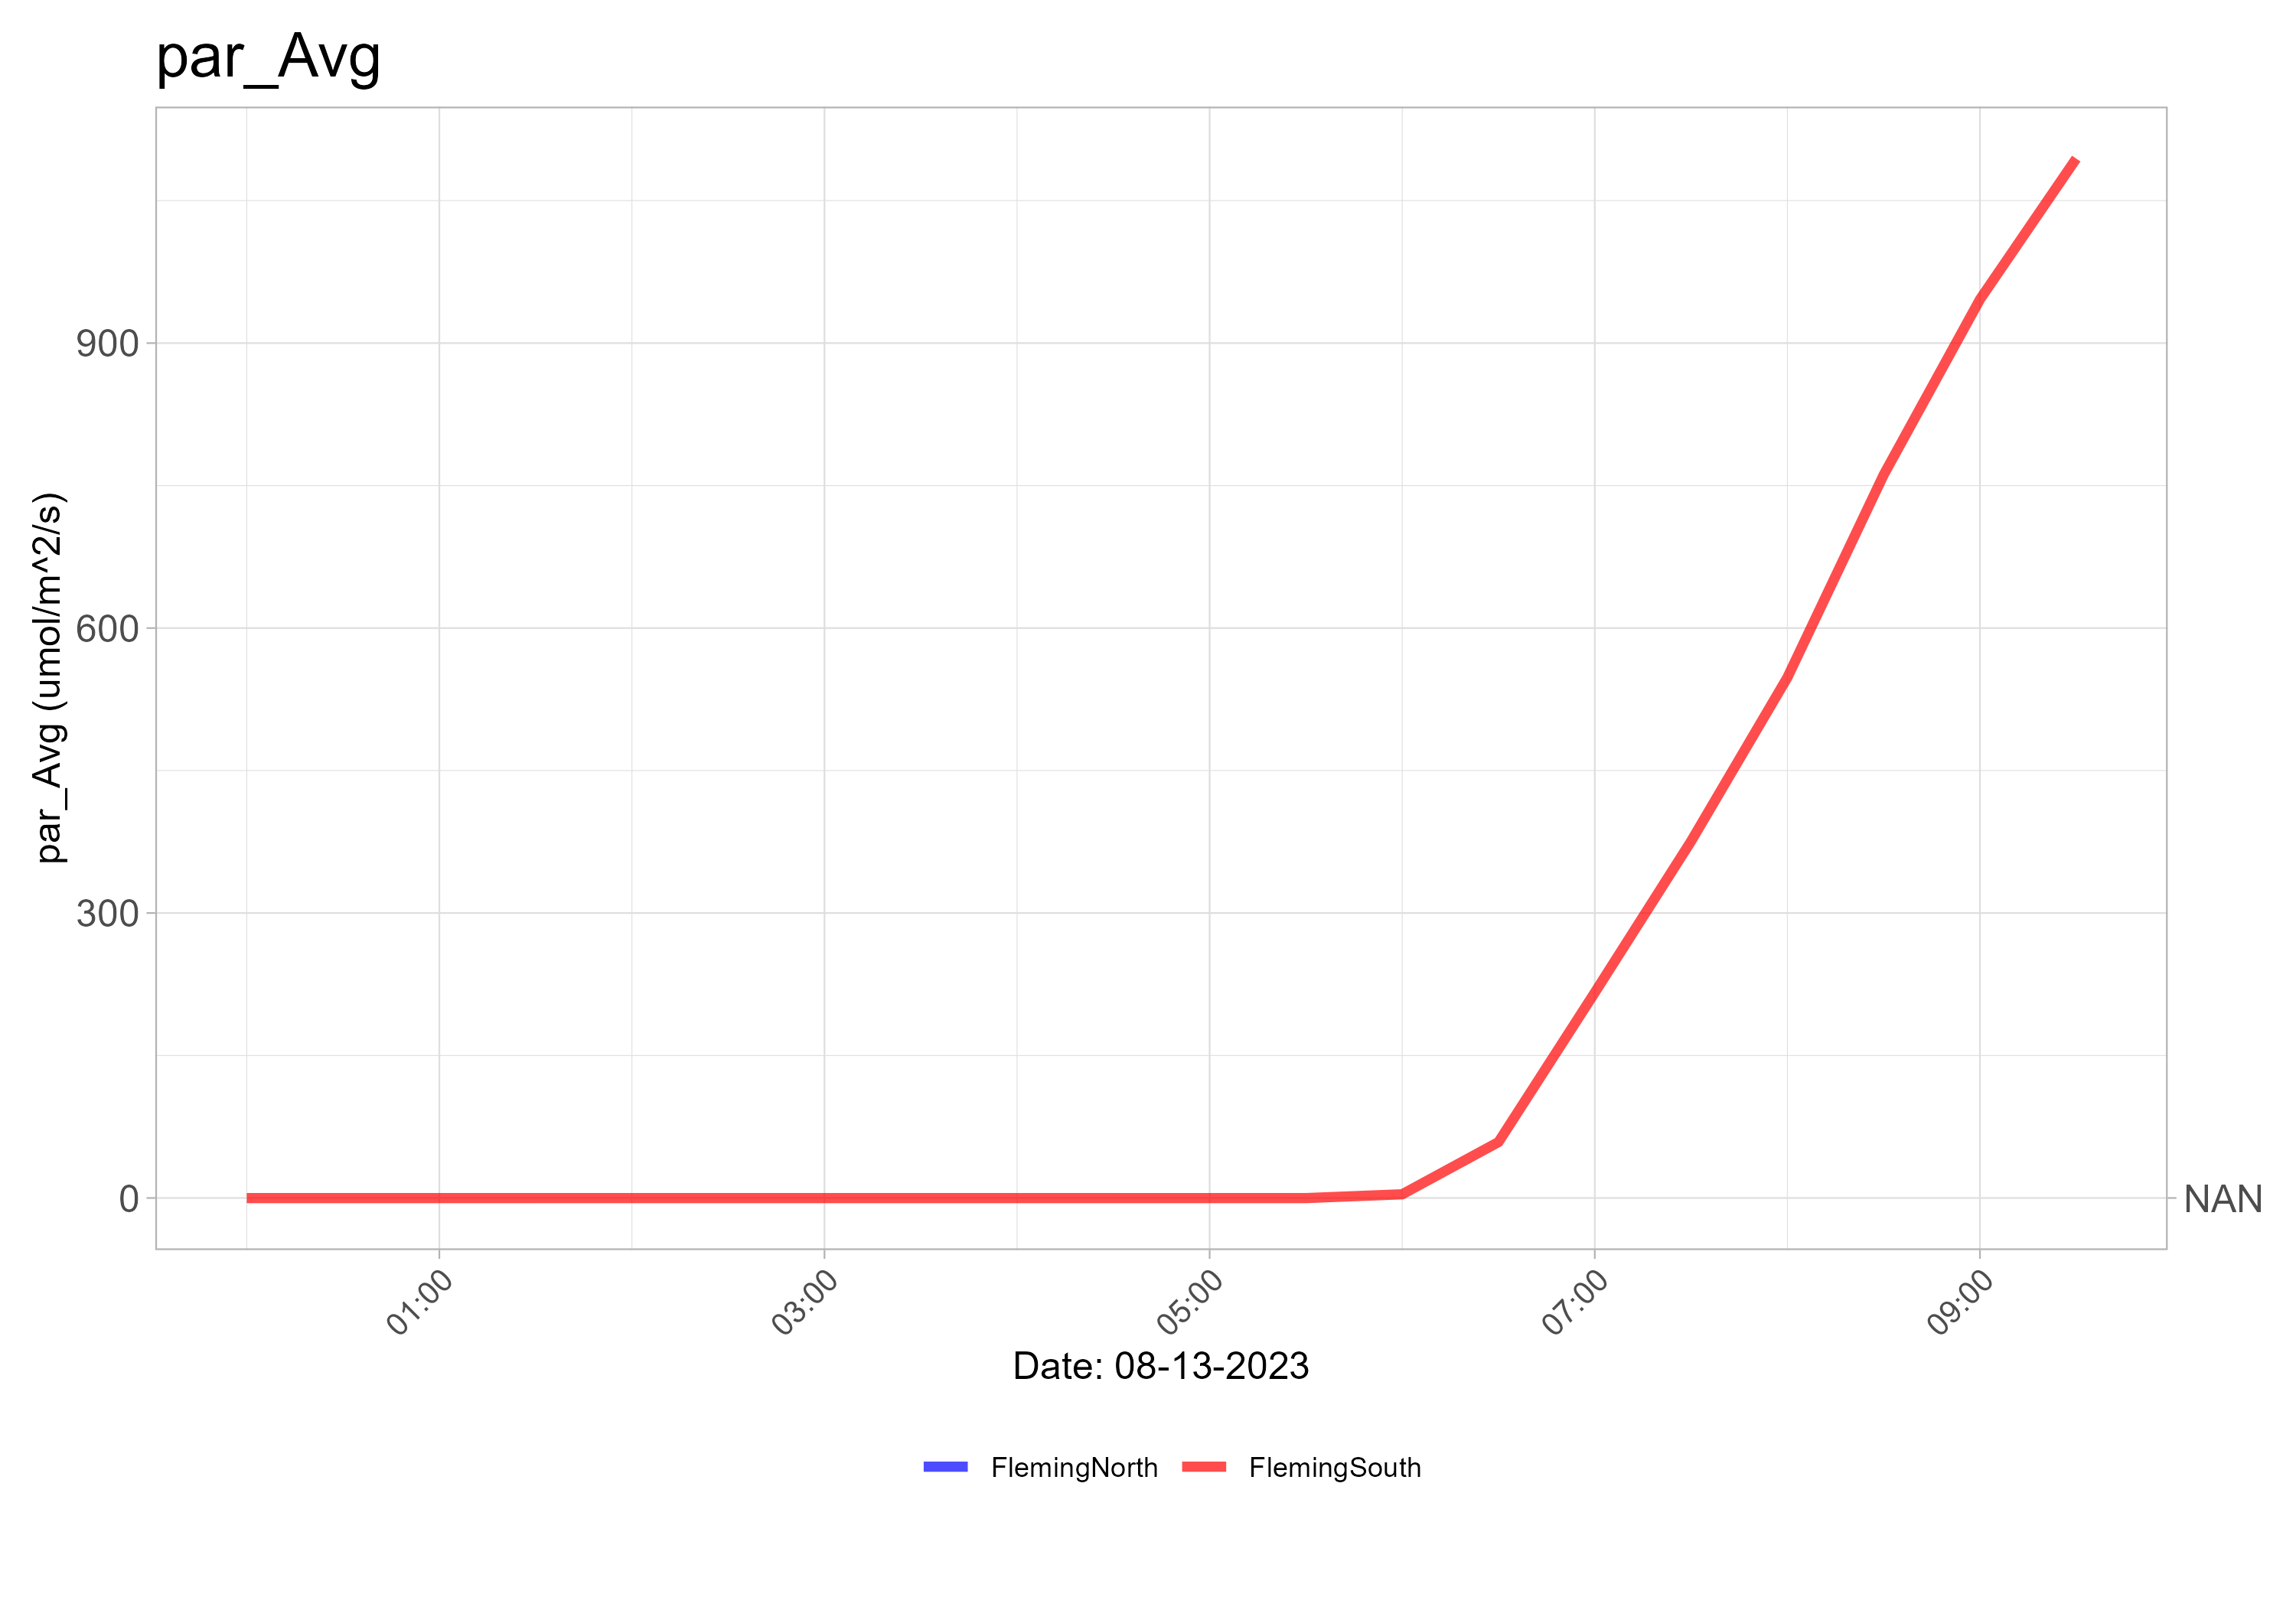 par_Avg
par_Avg (umol/m^2/s)
900
600
300
0
NAN
01:00
03:00
05:00
07:00
09:00
Date: 08-13-2023
FlemingNorth
FlemingSouth